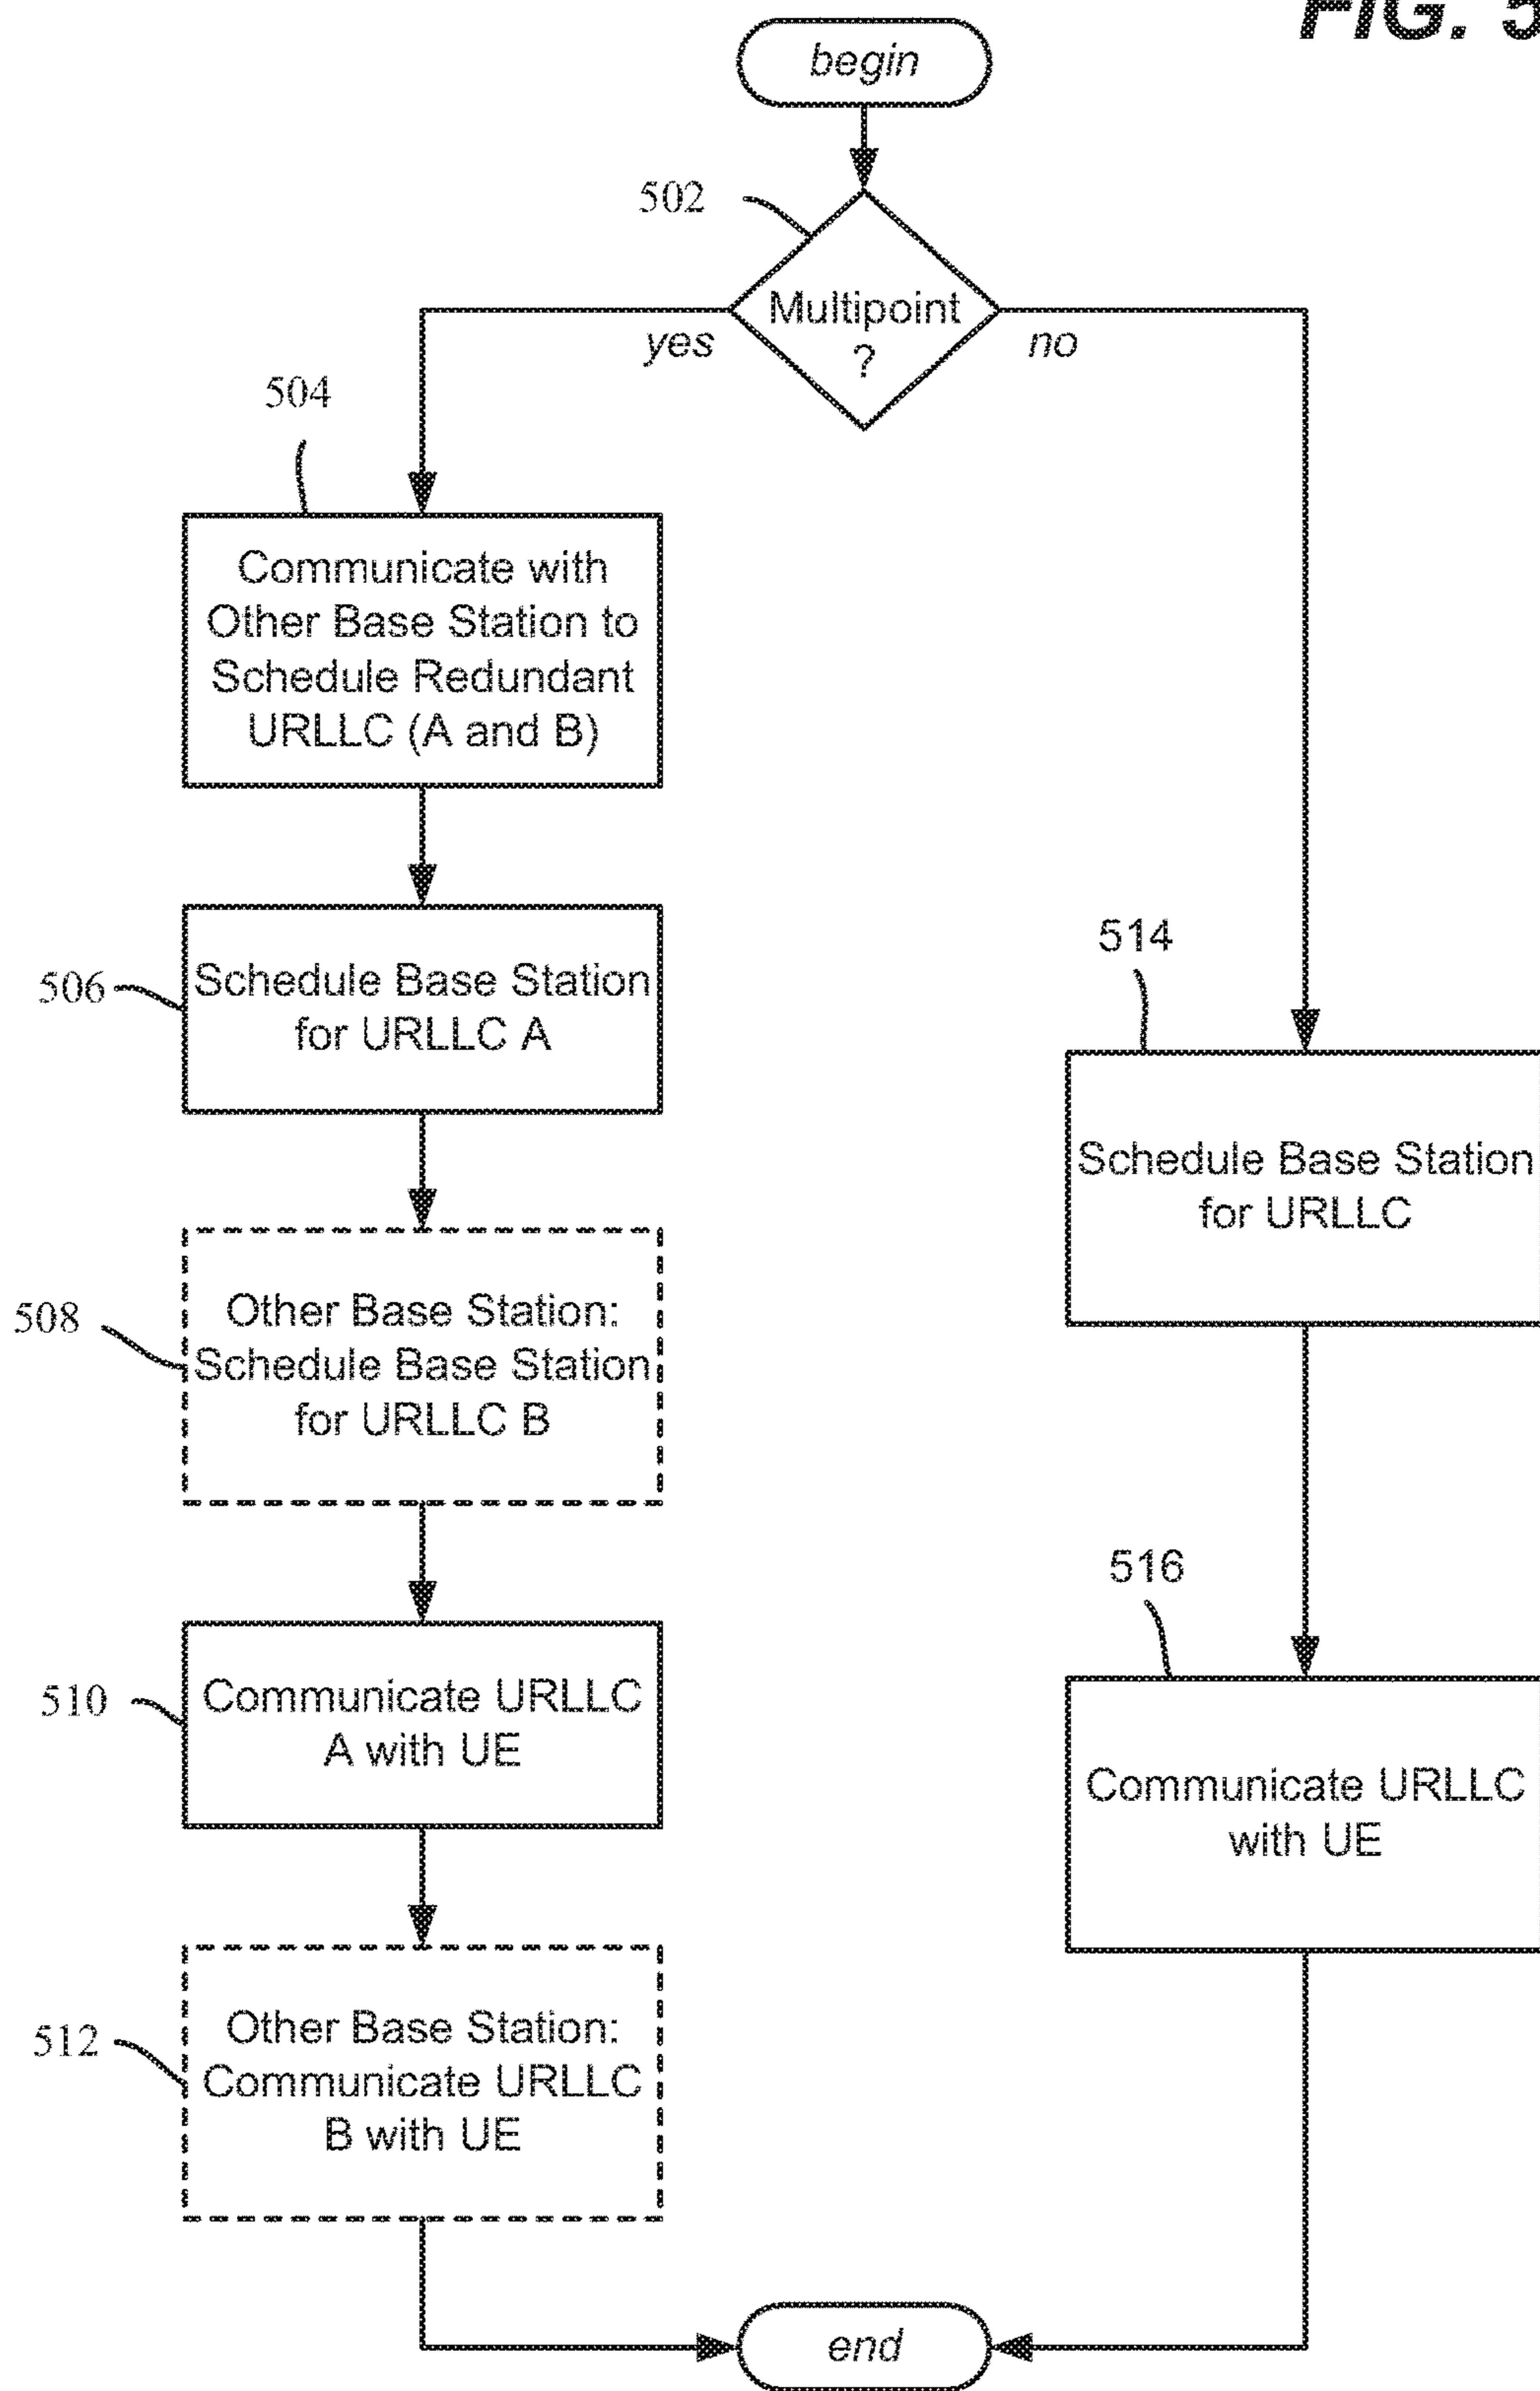 FIG. 5
begin
502
Multipoint
?
yes
no
504
Communicate with
Other Base Station to
Schedule Redundant
URLLC (A and B)
506
Schedule Base Station
for URLLC A
508
Other Base Station:
Schedule Base Station
for URLLC B
510
Communicate URLLC
A with UE
512
Other Base Station:
Communicate URLLC
B with UE
514
Schedule Base Station
for URLLC
516
Communicate URLLC
with UE
end